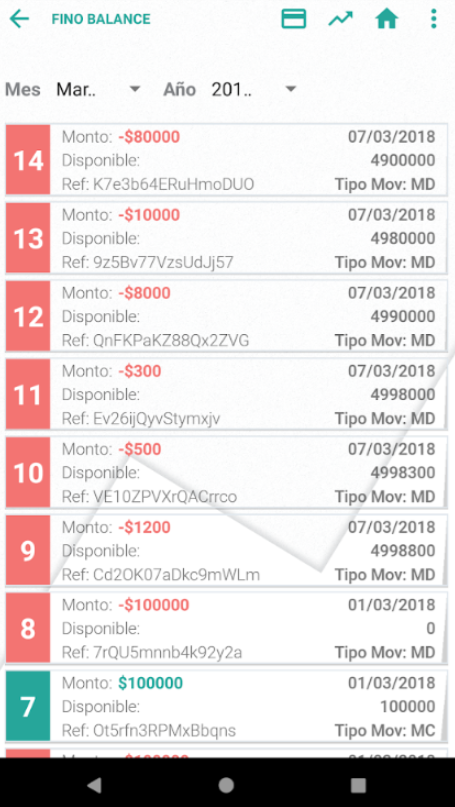 FINO BALANCE
Mes Mar.. Año 201..
14 Monto: -$80000 07/03/2018
Disponible: 4900000
Ref: K7e3b64ERuHmoDUO Tipo Mov: MD
13 Monto: -$10000 07/03/2018
Disponible: 4980000
Ref: 9z5Bv77VzsUdJj57 Tipo Mov: MD
12 Monto: -$8000 07/03/2018
Disponible: 4990000
Ref: QnFKPaKZ88Qx2ZVG Tipo Mov: MD
11 Monto: -$300 07/03/2018
Disponible: 4998000
Ref: Ev26ijQyvStymxjv Tipo Mov: MD
10 Monto: -$500 07/03/2018
Disponible: 4998300
Ref: VE10ZPVXrQACrrco Tipo Mov: MD
9 Monto: -$1200 07/03/2018
Disponible: 4998800
Ref: Cd2OK07aDkc9mWLm Tipo Mov: MD
8 Monto: -$100000 01/03/2018
Disponible: 0
Ref: 7rQU5mnnb4k92y2a Tipo Mov: MD
7 Monto: $100000 01/03/2018
Disponible: 100000
Ref: Ot5rfn3RPMxBbqns Tipo Mov: MC